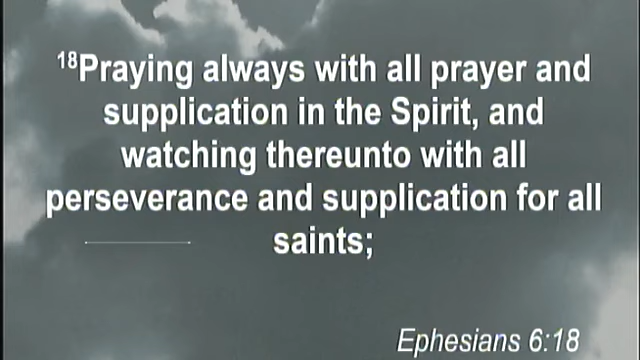 18Praying always with all prayer and
supplication in the Spirit, and
watching thereunto with all
perseverance and supplication for all
saints;
Ephesians 6:18